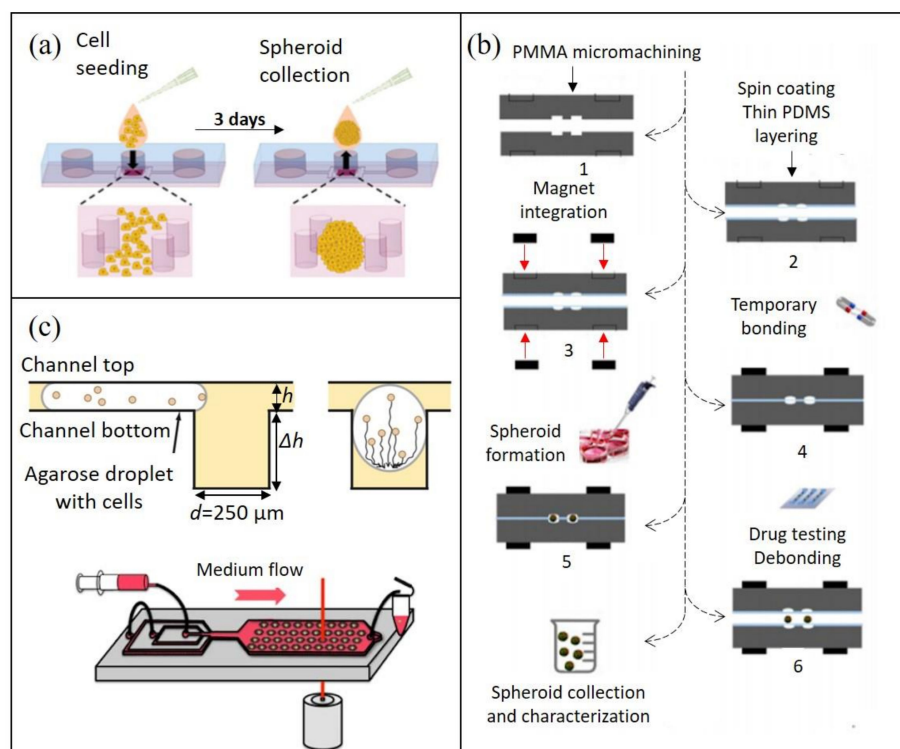 (a)
Cell
seeding
Spheroid
collection
3 days
(b)
PMMA micromachining
1
Spin coating
Thin PDMS
layering
2
Magnet
integration
3
Temporary
bonding
4
Spheroid
formation
5
Drug testing
Debonding
6
Spheroid collection
and characterization
(c)
Channel top
h
Channel bottom
Δh
Agarose droplet
with cells
d=250 μm
Medium flow